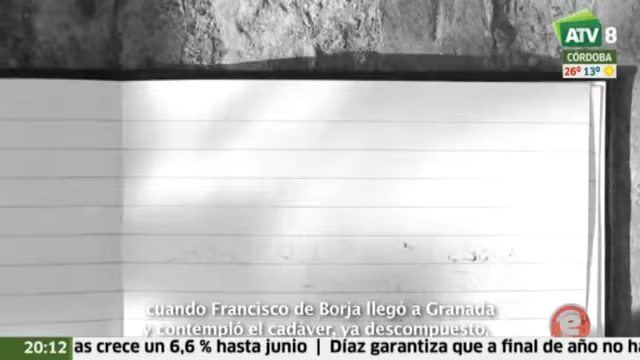 ATV 8
CÓRDOBA
26º 13º
cuando Francisco de Borja llegó a Granada
y contempló el cadáver, ya descompuesto.
e
20:12 as crece un 6,6 % hasta junio | Díaz garantiza que a final de año no ha